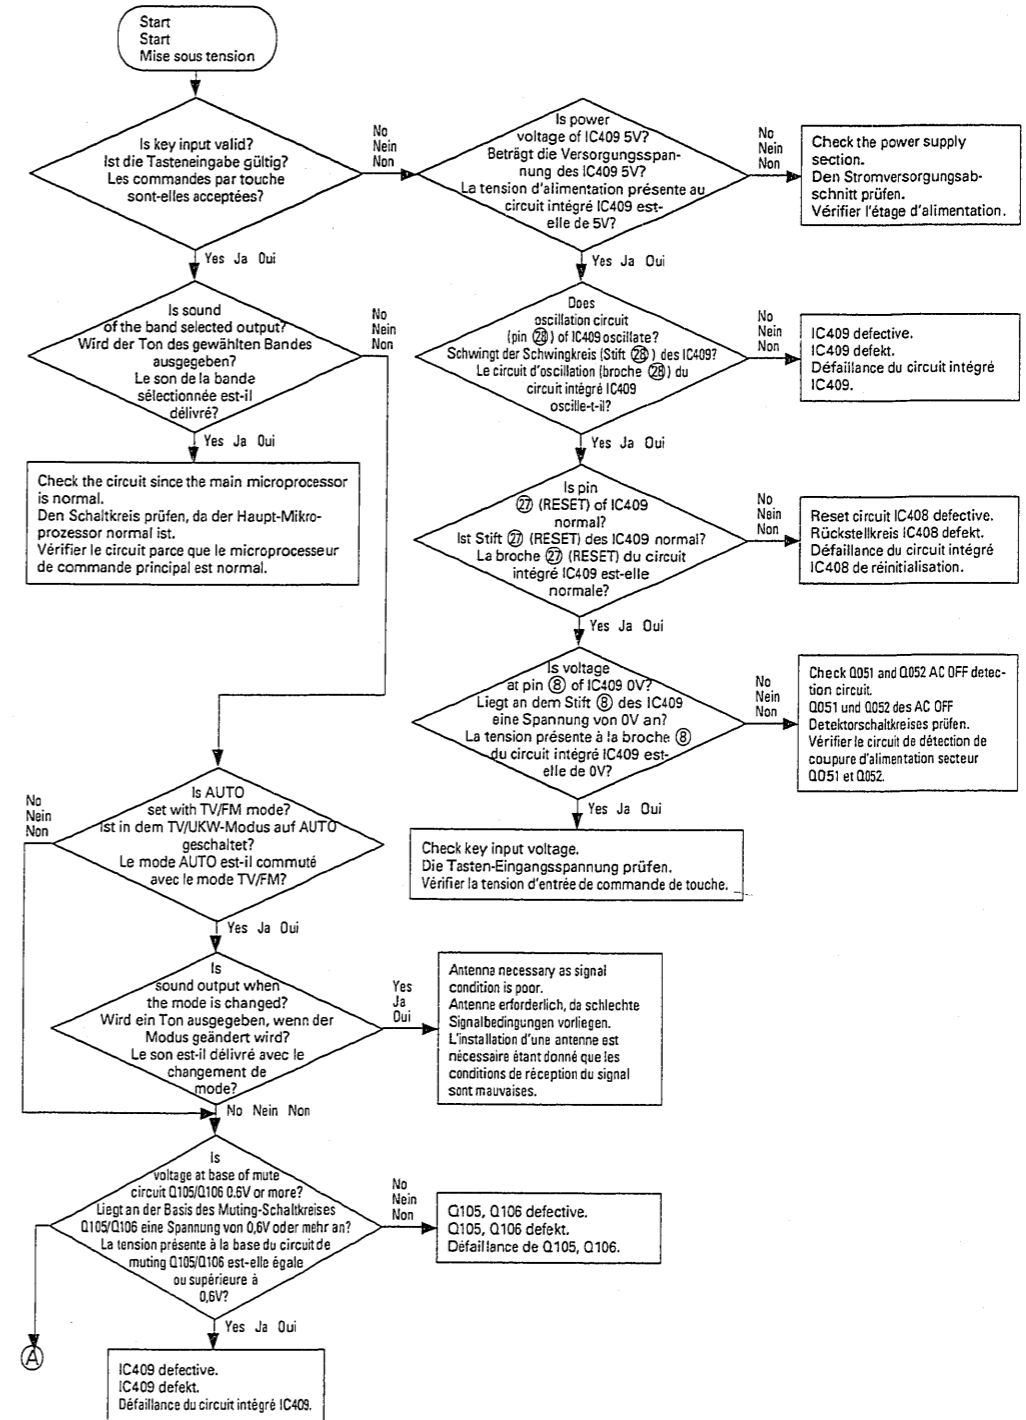 Start
Start
Mise sous tension
Is key input valid?
Ist die Tasteneingabe gültig?
Les commandes par touche
sont-elles acceptées?
No
Nein
Non
Is power
voltage of IC409 5V?
Beträgt die Versorgungsspan-
nung des IC409 5V?
La tension d'alimentation présente au
circuit intégré IC409 est-
elle de 5V?
No
Nein
Non
Check the power supply
section.
Den Stromversorgungsab-
schnitt prüfen.
Vérifier l'étage d'alimentation.
Yes Ja Oui
Yes Ja Oui
Is sound
of the band selected output?
Wird der Ton des gewählten Bandes
ausgegeben?
Le son de la bande
sélectionnée est-il
délivré?
No
Nein
Non
Does
oscillation circuit
(pin ㉘) of IC409 oscillate?
Schwingt der Schwingkreis (Stift ㉘) des IC409?
Le circuit d'oscillation (broche ㉘) du
circuit intégré IC409
oscille-t-il?
No
Nein
Non
IC409 defective.
IC409 defekt.
Défaillance du circuit intégré
IC409.
Yes Ja Oui
Yes Ja Oui
Check the circuit since the main microprocessor
is normal.
Den Schaltkreis prüfen, da der Haupt-Mikro-
prozessor normal ist.
Vérifier le circuit parce que le microprocesseur
de commande principal est normal.
Is pin
㉗ (RESET) of IC409
normal?
Ist Stift ㉗ (RESET) des IC409 normal?
La broche ㉗ (RESET) du circuit
intégré IC409 est-elle
normale?
No
Nein
Non
Reset circuit IC408 defective.
Rückstellkreis IC408 defekt.
Défaillance du circuit intégré
IC408 de réinitialisation.
Yes Ja Oui
Is voltage
at pin ⑧ of IC409 0V?
Liegt an dem Stift ⑧ des IC409
eine Spannung von 0V an?
La tension présente à la broche ⑧
du circuit intégré IC409 est-
elle de 0V?
No
Nein
Non
Check Q051 and Q052 AC OFF detec-
tion circuit.
Q051 und Q052 des AC OFF
Detektorschaltkreises prüfen.
Vérifier le circuit de détection de
coupure d'alimentation secteur
Q051 et Q052.
Yes Ja Oui
Check key input voltage.
Die Tasten-Eingangsspannung prüfen.
Vérifier la tension d'entrée de commande de touche.
Is AUTO
set with TV/FM mode?
Ist in dem TV/UKW-Modus auf AUTO
geschaltet?
Le mode AUTO est-il commuté
avec le mode TV/FM?
No
Nein
Non
Yes Ja Oui
Is
sound output when
the mode is changed?
Wird ein Ton ausgegeben, wenn der
Modus geändert wird?
Le son est-il délivré avec le
changement de
mode?
Yes
Ja
Oui
Antenna necessary as signal
condition is poor.
Antenne erforderlich, da schlechte
Signalbedingungen vorliegen.
L'installation d'une antenne est
nécessaire étant donné que les
conditions de réception du signal
sont mauvaises.
No Nein Non
Is
voltage at base of mute
circuit Q105/Q106 0.6V or more?
Liegt an der Basis des Muting-Schaltkreises
Q105/Q106 eine Spannung von 0,6V oder mehr an?
La tension présente à la base du circuit de
muting Q105/Q106 est-elle égale
ou supérieure à
0,6V?
No
Nein
Non
Q105, Q106 defective.
Q105, Q106 defekt.
Défaillance de Q105, Q106.
Yes Ja Oui
Ⓐ
IC409 defective.
IC409 defekt.
Défaillance du circuit intégré IC409.